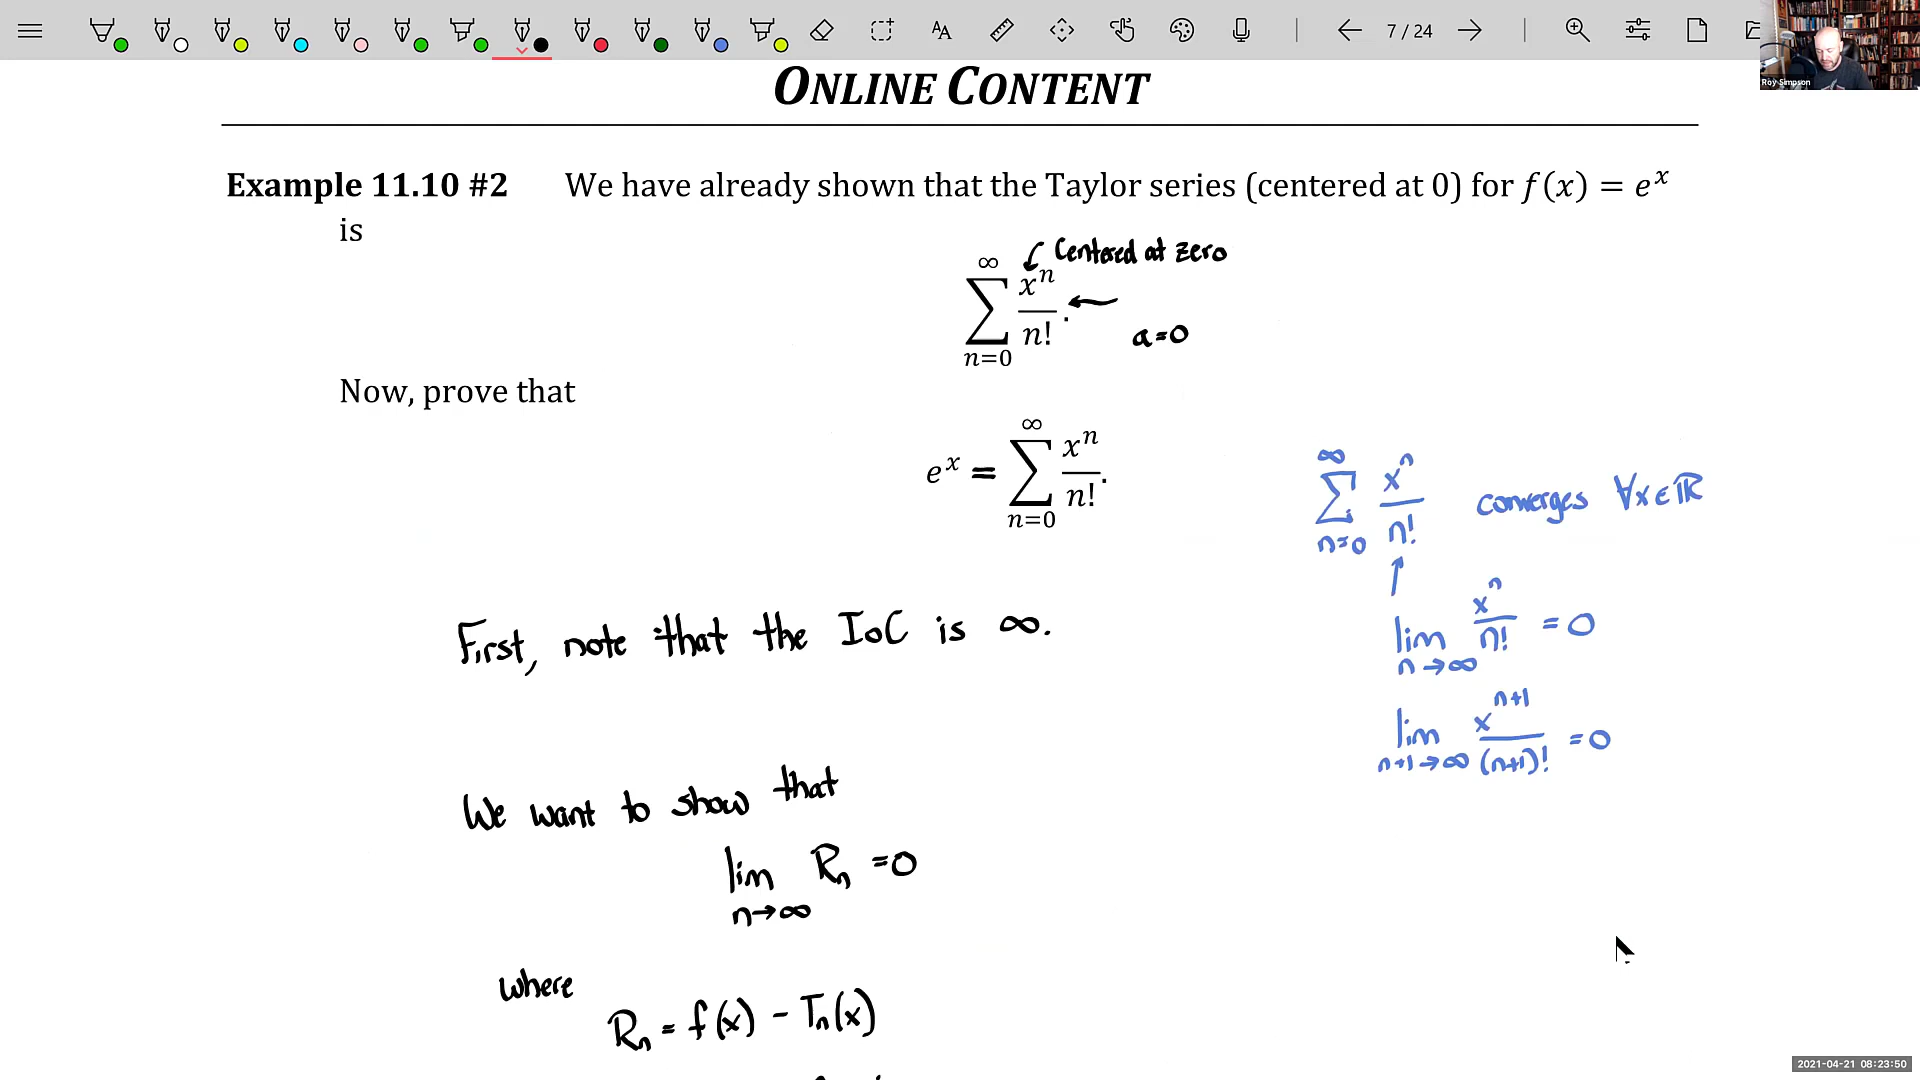 7 / 24
Roy Simpson
ONLINE CONTENT
Example 11.10 #2 We have already shown that the Taylor series (centered at 0) for f(x) = e^x
is
∑_{n=0}^{∞} x^n/n!.
Centered at zero
a=0
Now, prove that
e^x = ∑_{n=0}^{∞} x^n/n!.
∑_{n=0}^{∞} x^n/n! converges ∀x∈ℝ
lim_{n→∞} x^n/n! = 0
lim_{n+1→∞} x^{n+1}/(n+1)! = 0
First, note that the IoC is ∞.
We want to show that
lim_{n→∞} R_n = 0
where
R_n = f(x) - T_n(x)
2021-04-21 08:23:50